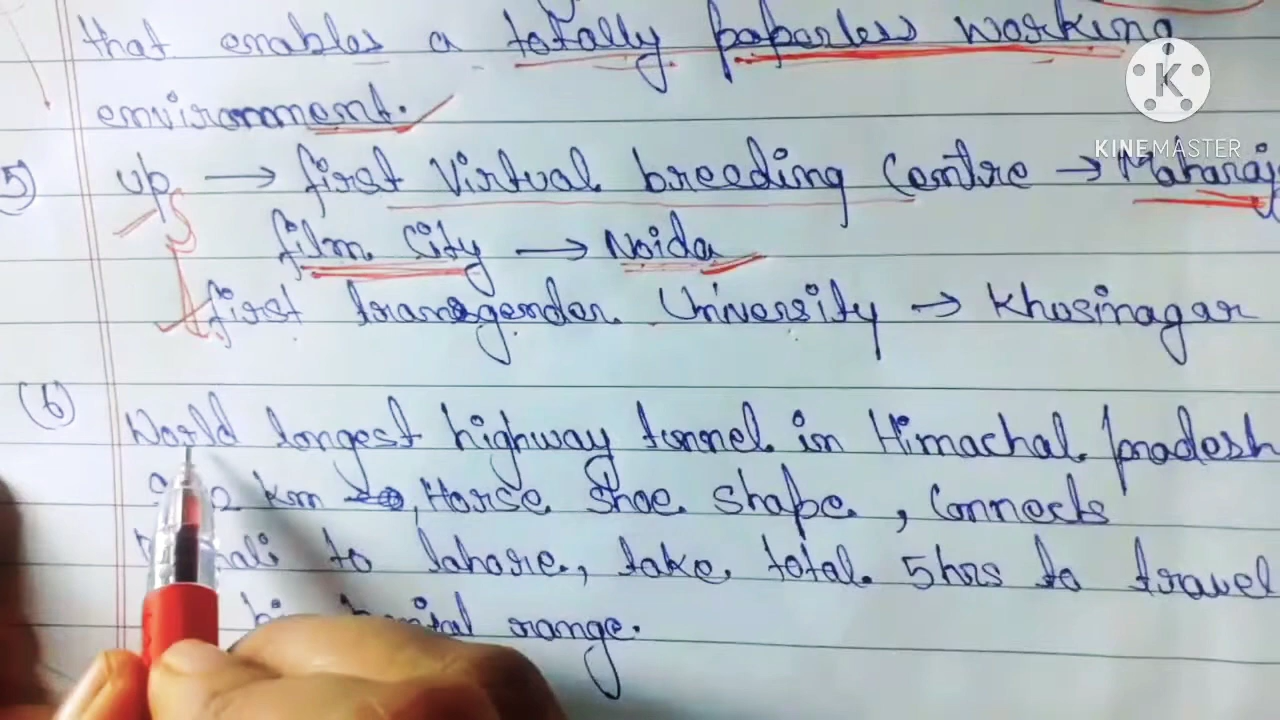 that enables a totally paperless working
environment.
K
KINEMASTER
5) up → first Virtual breeding Centre → Maharaj
film City → Noida
first transgender University → Khusinagar
(6) World longest highway tunnel in Himachal pradesh
km, Horse Shoe shape, Connects
to lahore, take total 5hrs to travel
range.